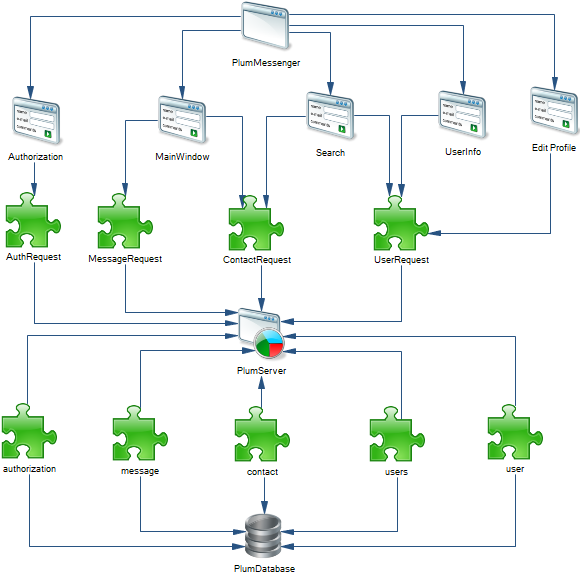 PlumMessenger
Authorization
MainWindow
Search
UserInfo
Edit Profile
AuthRequest
MessageRequest
ContactRequest
UserRequest
PlumServer
authorization
message
contact
users
user
PlumDatabase